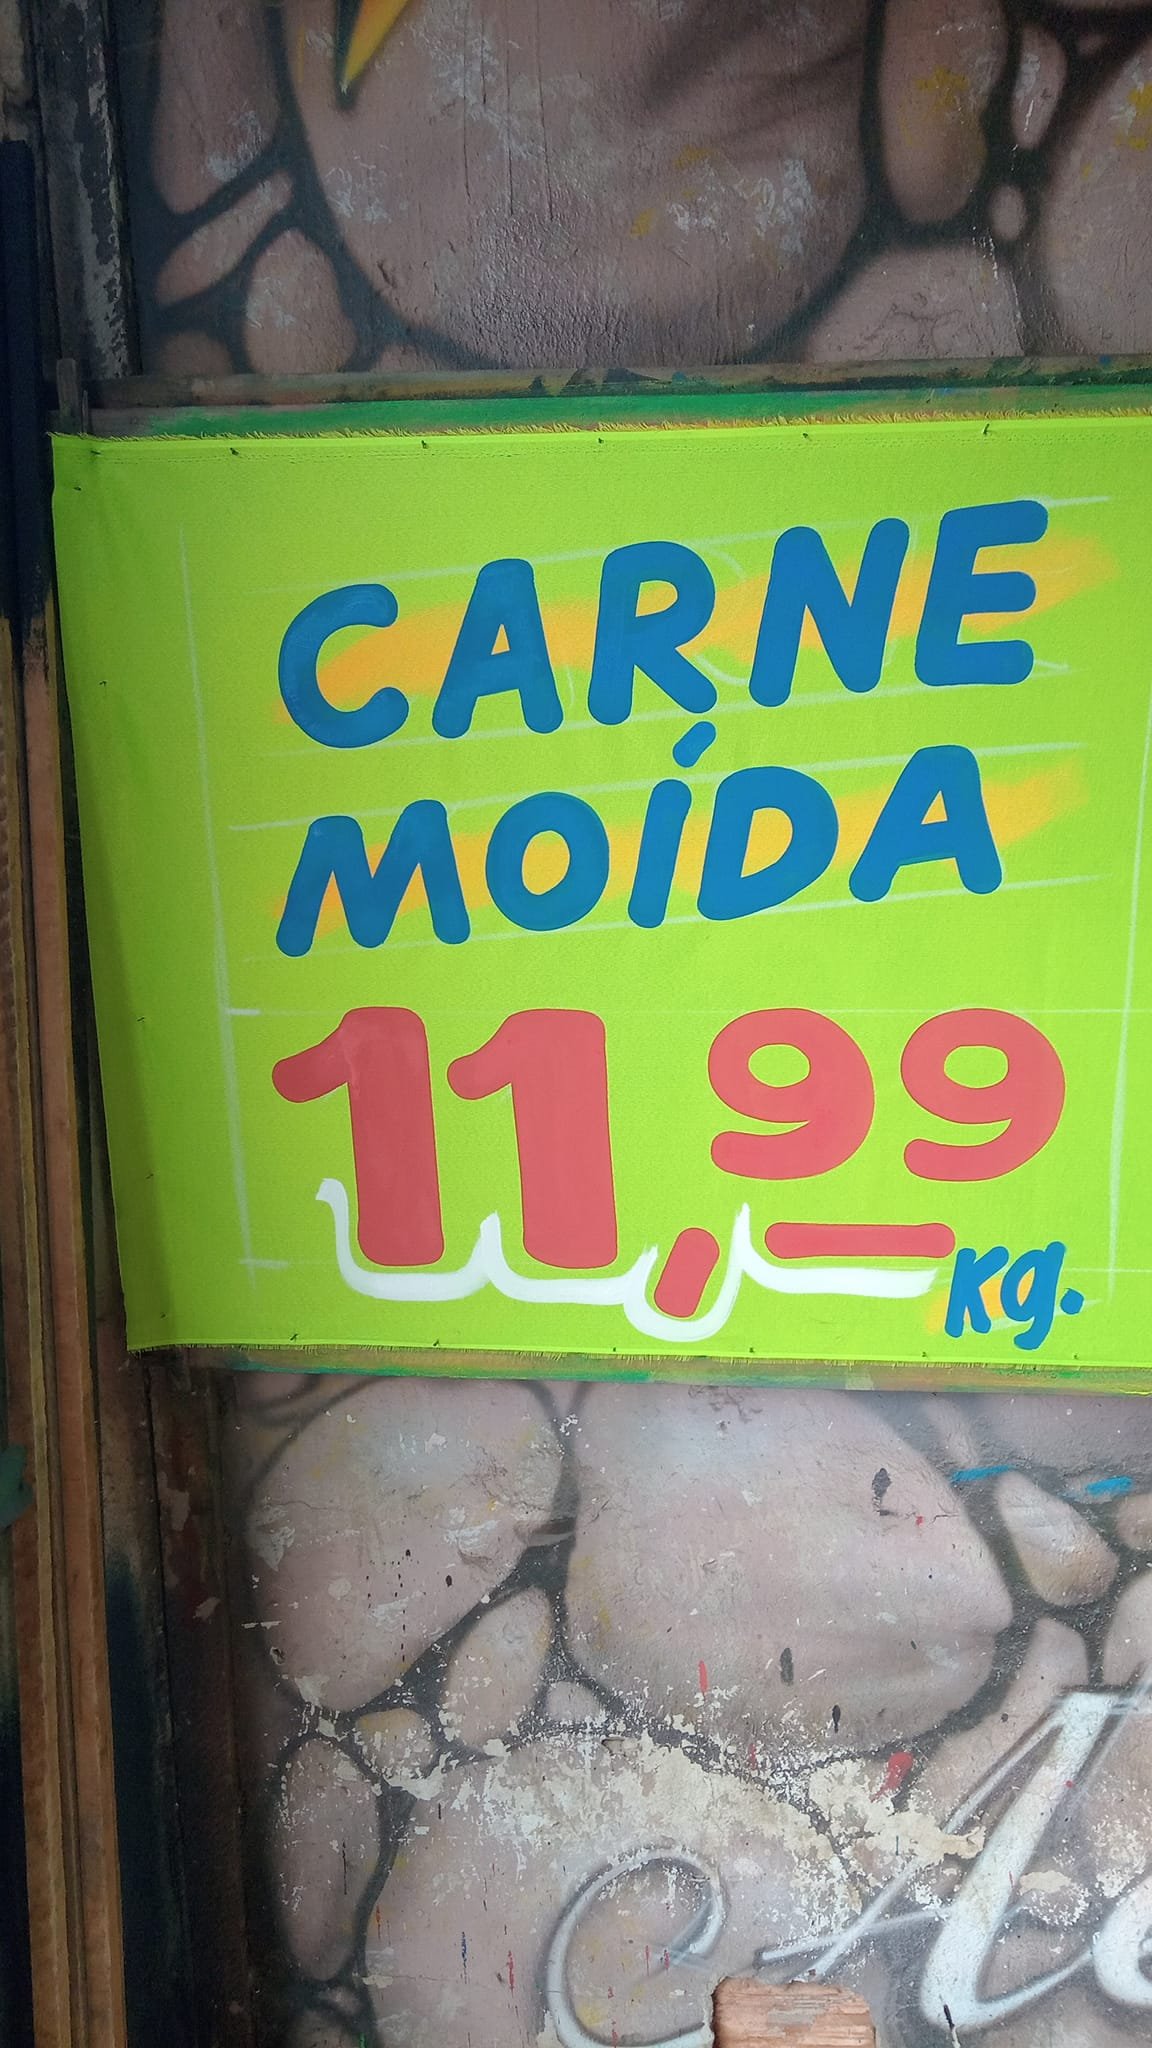 CARNE
MOÍDA
11,99
kg.